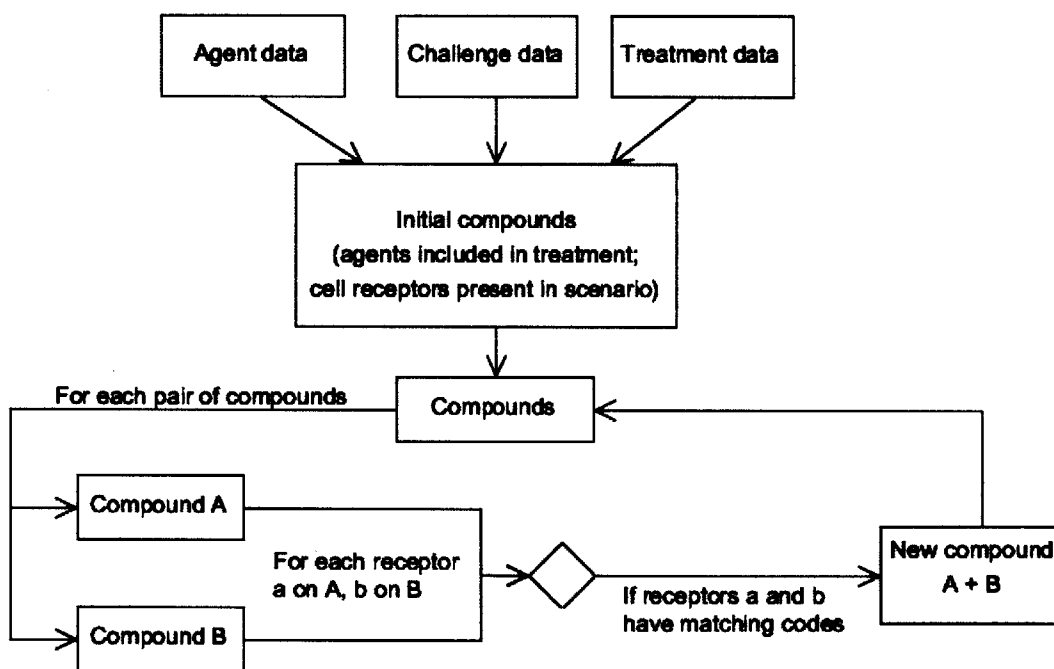 Agent data
Challenge data
Treatment data
Initial compounds
(agents included in treatment;
cell receptors present in scenario)
For each pair of compounds
Compounds
Compound A
For each receptor
a on A, b on B
Compound B
If receptors a and b
have matching codes
New compound
A + B